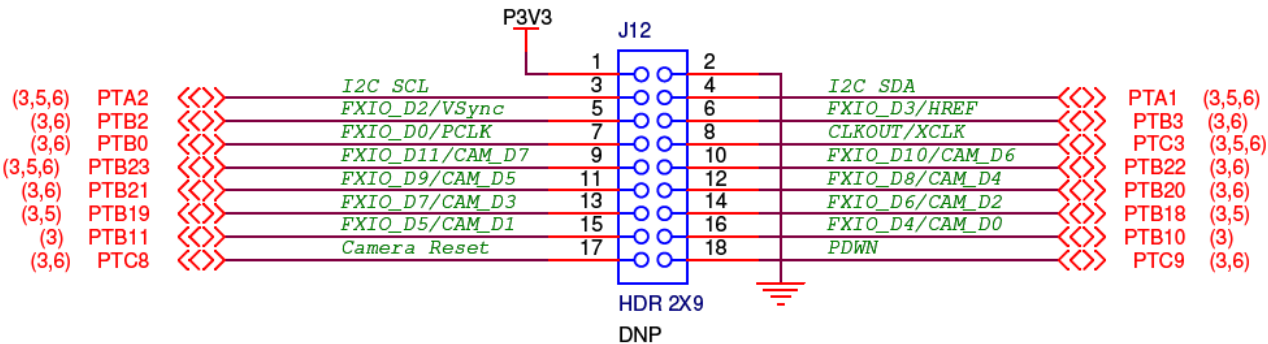 P3V3
J12
1 2
I2C SCL 3 4 I2C SDA
(3,5,6) PTA2 PTA1 (3,5,6)
FXIO_D2/VSync 5 6 FXIO_D3/HREF
(3,6) PTB2 PTB3 (3,6)
FXIO_D0/PCLK 7 8 CLKOUT/XCLK
(3,6) PTB0 PTC3 (3,5,6)
FXIO_D11/CAM_D7 9 10 FXIO_D10/CAM_D6
(3,5,6) PTB23 PTB22 (3,6)
FXIO_D9/CAM_D5 11 12 FXIO_D8/CAM_D4
(3,6) PTB21 PTB20 (3,6)
FXIO_D7/CAM_D3 13 14 FXIO_D6/CAM_D2
(3,5) PTB19 PTB18 (3,5)
FXIO_D5/CAM_D1 15 16 FXIO_D4/CAM_D0
(3) PTB11 PTB10 (3)
Camera Reset 17 18 PDWN
(3,6) PTC8 PTC9 (3,6)
HDR 2X9
DNP